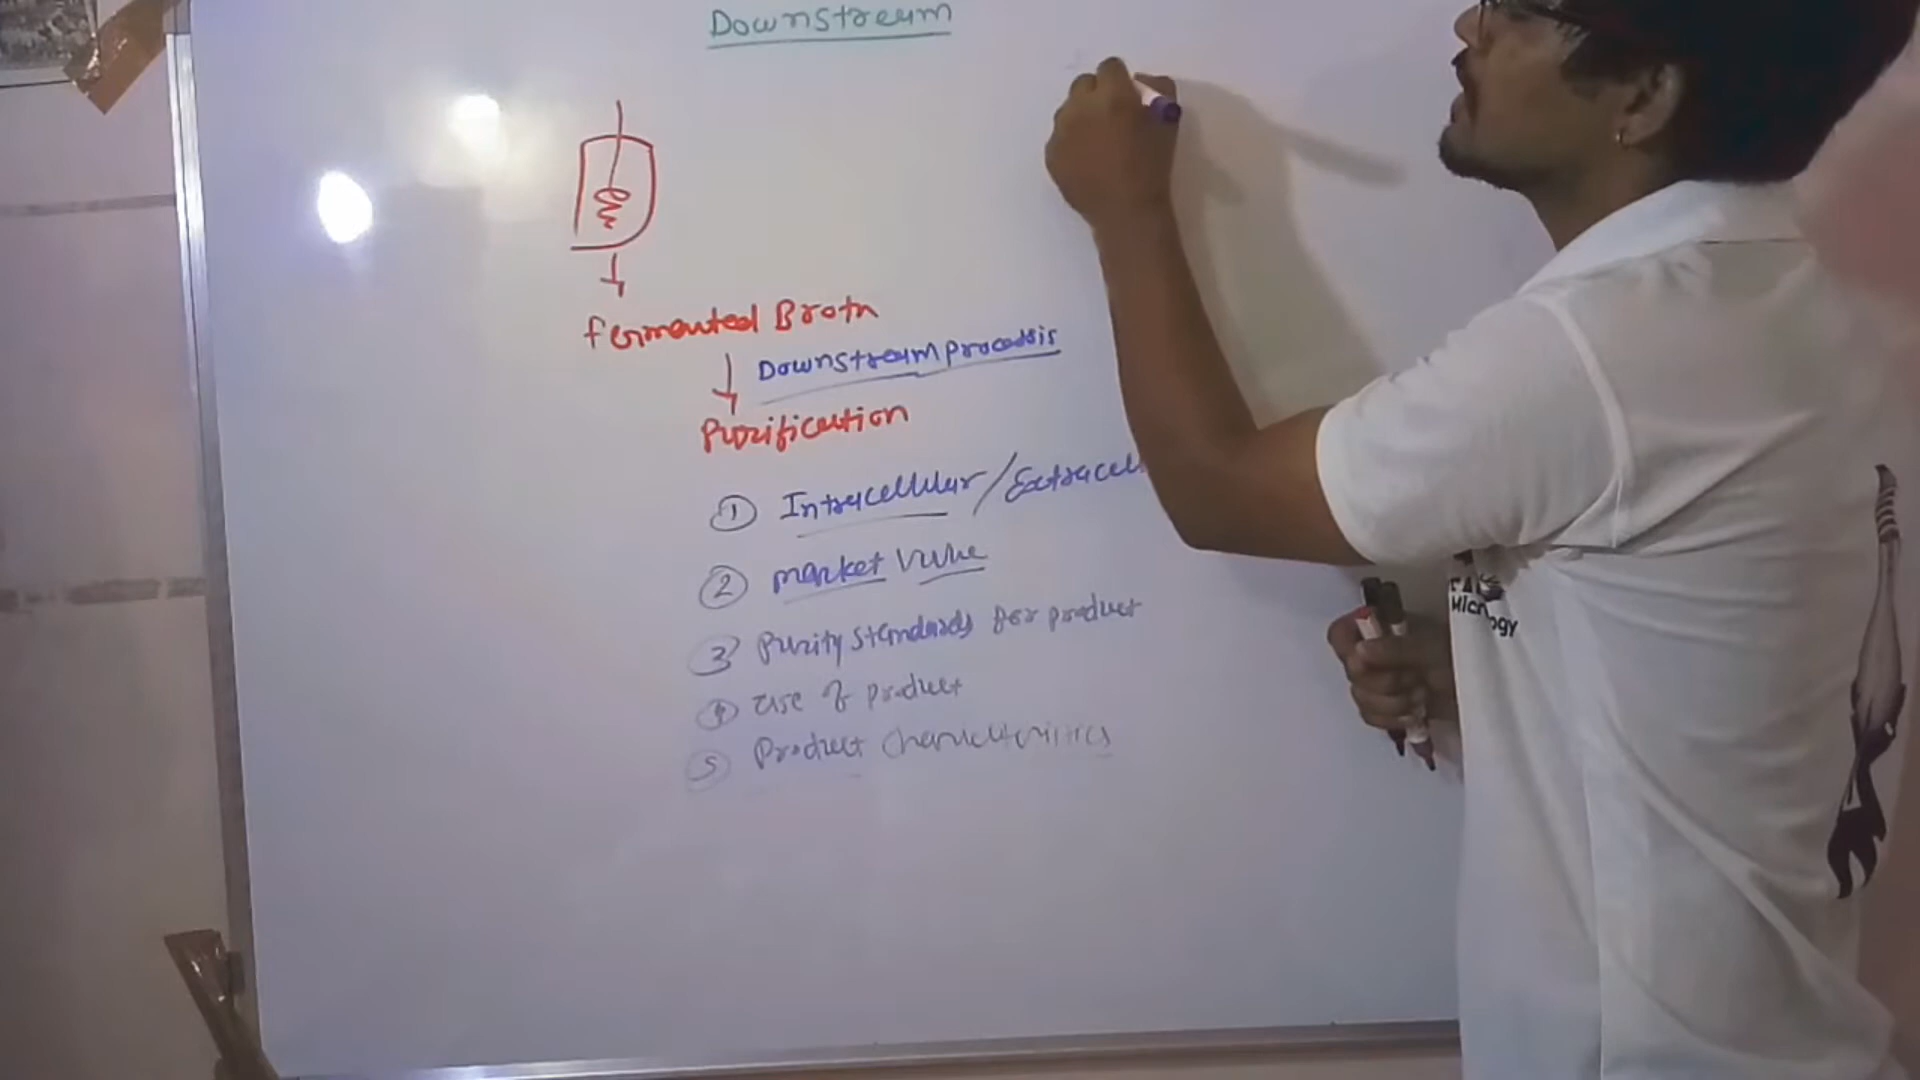 Downstream
Fermented Broth
Downstream processis
Purification
① Intracellular / Extracell
② market value
③ Purity standards for product
④ use of product
⑤ Product Characteristics